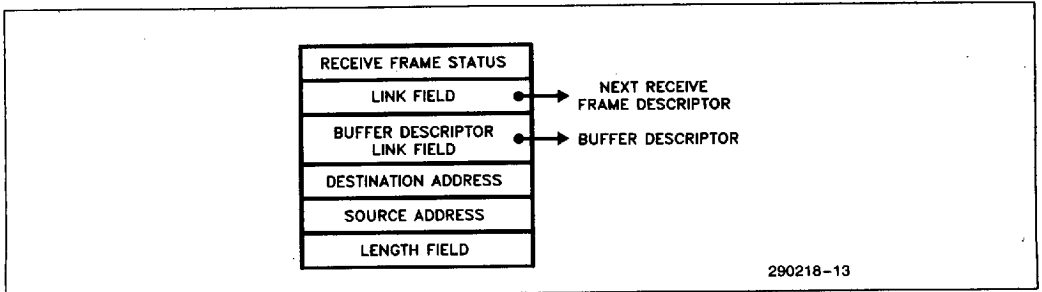 RECEIVE FRAME STATUS
LINK FIELD
NEXT RECEIVE
FRAME DESCRIPTOR
BUFFER DESCRIPTOR
LINK FIELD
BUFFER DESCRIPTOR
DESTINATION ADDRESS
SOURCE ADDRESS
LENGTH FIELD
290218-13